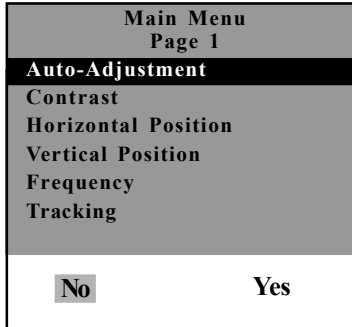 Main Menu
Page 1
Auto-Adjustment
Contrast
Horizontal Position
Vertical Position
Frequency
Tracking
No Yes